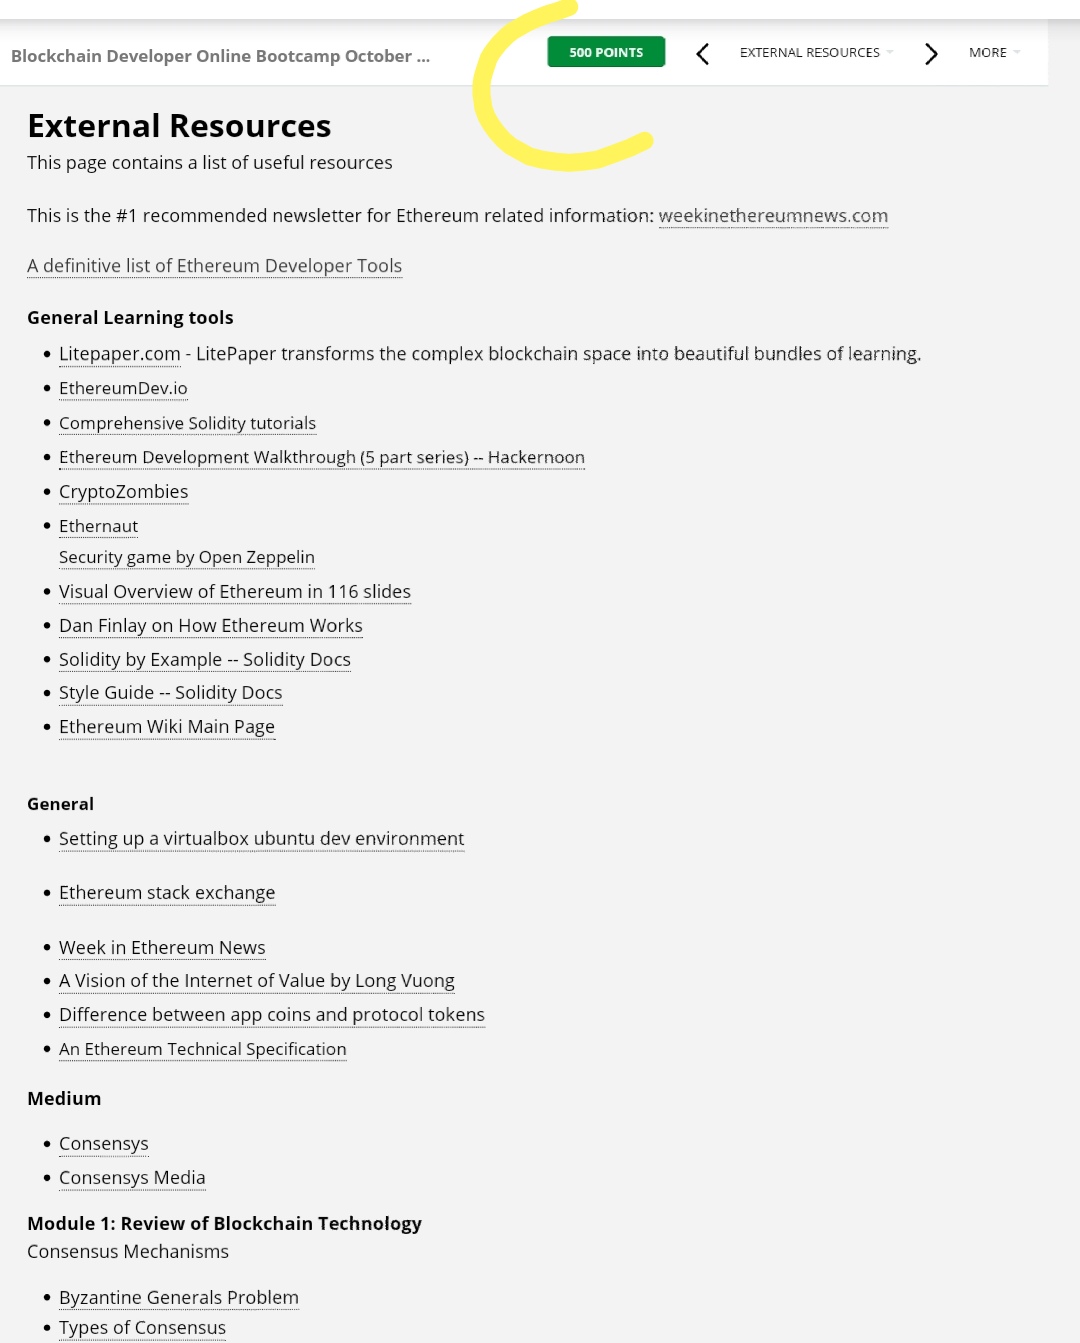 Blockchain Developer Online Bootcamp October ...
500 POINTS
EXTERNAL RESOURCES
MORE
External Resources
This page contains a list of useful resources
This is the #1 recommended newsletter for Ethereum related information: weekinethereumnews.com
A definitive list of Ethereum Developer Tools
General Learning tools
Litepaper.com - LitePaper transforms the complex blockchain space into beautiful bundles of learning.
EthereumDev.io
Comprehensive Solidity tutorials
Ethereum Development Walkthrough (5 part series) -- Hackernoon
CryptoZombies
Ethernaut
Security game by Open Zeppelin
Visual Overview of Ethereum in 116 slides
Dan Finlay on How Ethereum Works
Solidity by Example -- Solidity Docs
Style Guide -- Solidity Docs
Ethereum Wiki Main Page
General
Setting up a virtualbox ubuntu dev environment
Ethereum stack exchange
Week in Ethereum News
A Vision of the Internet of Value by Long Vuong
Difference between app coins and protocol tokens
An Ethereum Technical Specification
Medium
Consensys
Consensys Media
Module 1: Review of Blockchain Technology
Consensus Mechanisms
Byzantine Generals Problem
Types of Consensus